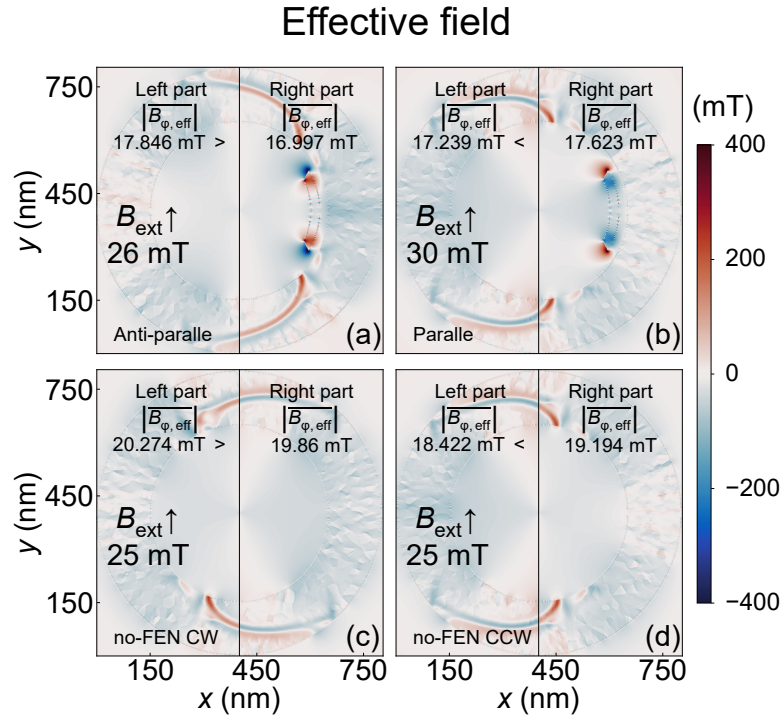 Effective field
Left part Right part
|B̅φ, eff| |B̅φ, eff|
17.846 mT > 16.997 mT
Bext ↑
26 mT
Anti-paralle (a)
Left part Right part
|B̅φ, eff| |B̅φ, eff|
17.239 mT < 17.623 mT
Bext ↑
30 mT
Paralle (b)
750
450
150
y (nm)
Left part Right part
|B̅φ, eff| |B̅φ, eff|
20.274 mT > 19.86 mT
Bext ↑
25 mT
no-FEN CW (c)
Left part Right part
|B̅φ, eff| |B̅φ, eff|
18.422 mT < 19.194 mT
Bext ↑
25 mT
no-FEN CCW (d)
750
450
150
y (nm)
150 450 750
x (nm)
150 450 750
x (nm)
(mT)
400
200
0
−200
−400